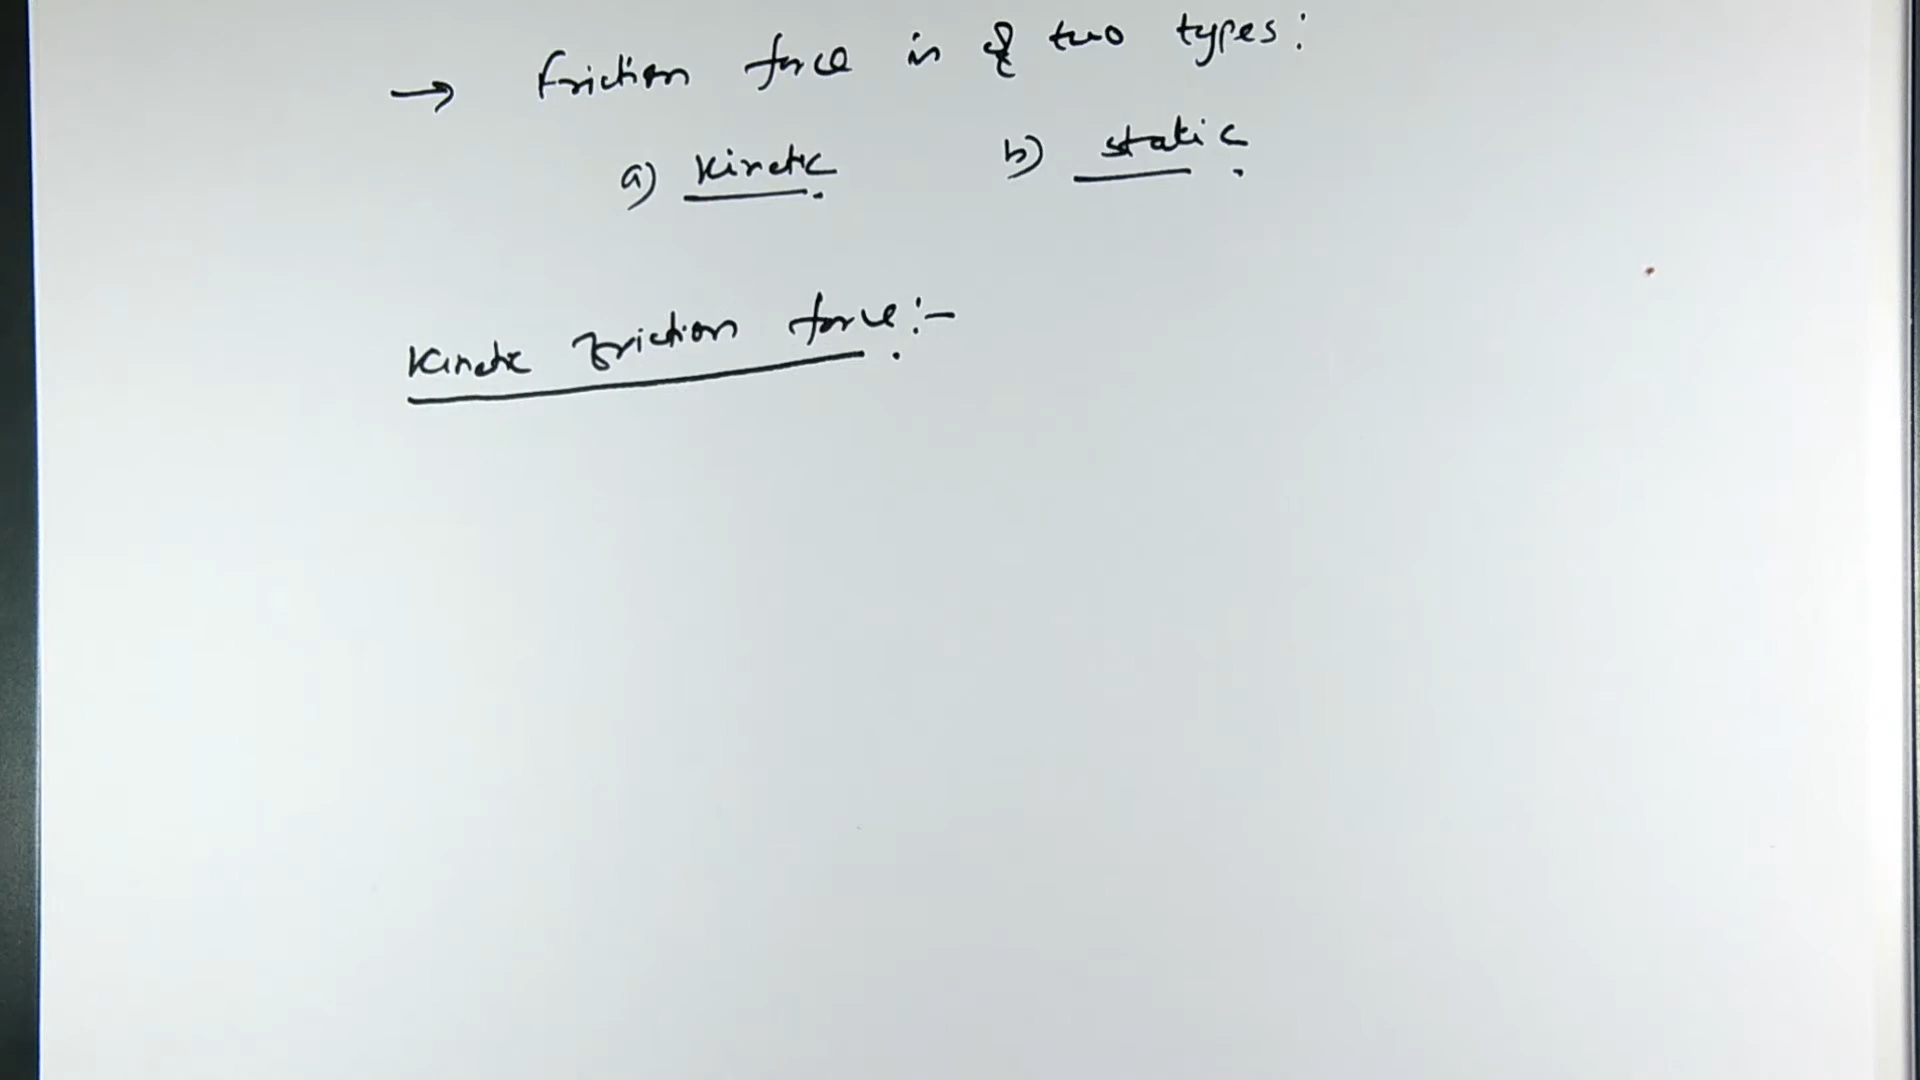 → Friction force is of two types:
a) Kinetic b) static
Kinetic Friction force:-